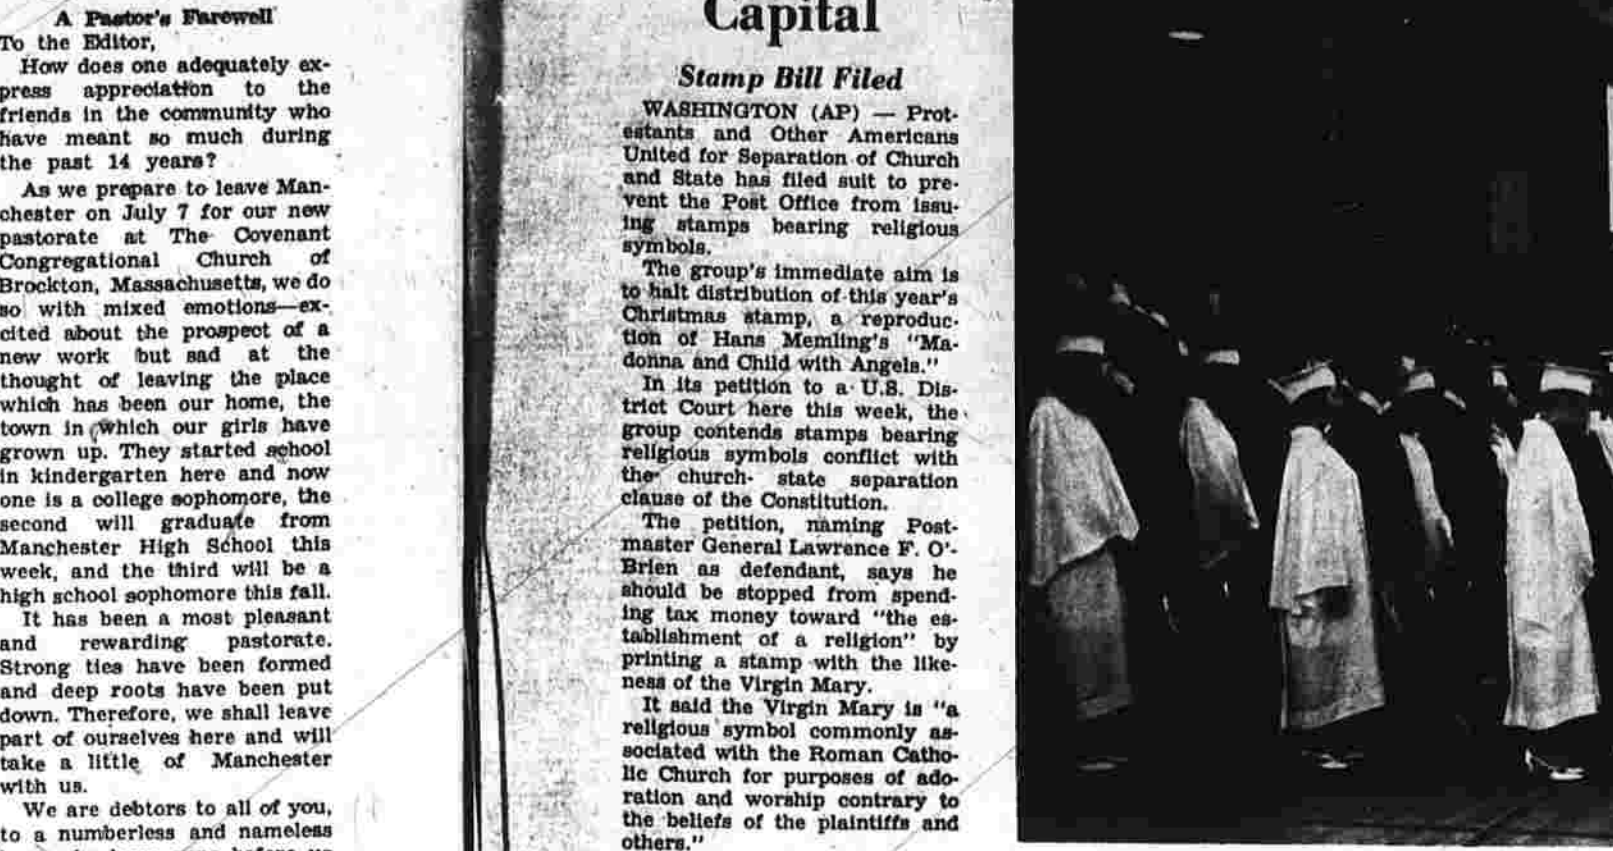 A Pastor's Farewell
To the Editor,
How does one adequately ex-
press appreciation to the
friends in the community who
have meant so much during
the past 14 years?
As we prepare to leave Man-
chester on July 7 for our new
pastorate at The Covenant
Congregational Church of
Brockton, Massachusetts, we do
so with mixed emotions—ex-
cited about the prospect of a
new work but sad at the
thought of leaving the place
which has been our home, the
town in which our girls have
grown up. They started school
in kindergarten here and now
one is a college sophomore, the
second will graduate from
Manchester High School this
week, and the third will be a
high school sophomore this fall.
It has been a most pleasant
and rewarding pastorate.
Strong ties have been formed
and deep roots have been put
down. Therefore, we shall leave
part of ourselves here and will
take a little of Manchester
with us.
We are debtors to all of you,
to a numberless and nameless
Capital
Stamp Bill Filed
WASHINGTON (AP) — Prot-
estants and Other Americans
United for Separation of Church
and State has filed suit to pre-
vent the Post Office from issu-
ing stamps bearing religious
symbols.
The group's immediate aim is
to halt distribution of this year's
Christmas stamp, a reproduc-
tion of Hans Memling's "Ma-
donna and Child with Angels."
In its petition to a U.S. Dis-
trict Court here this week, the
group contends stamps bearing
religious symbols conflict with
the church- state separation
clause of the Constitution.
The petition, naming Post-
master General Lawrence F. O'-
Brien as defendant, says he
should be stopped from spend-
ing tax money toward "the es-
tablishment of a religion" by
printing a stamp with the like-
ness of the Virgin Mary.
It said the Virgin Mary is "a
religious symbol commonly as-
sociated with the Roman Catho-
lic Church for purposes of ado-
ration and worship contrary to
the beliefs of the plaintiffs and
others."